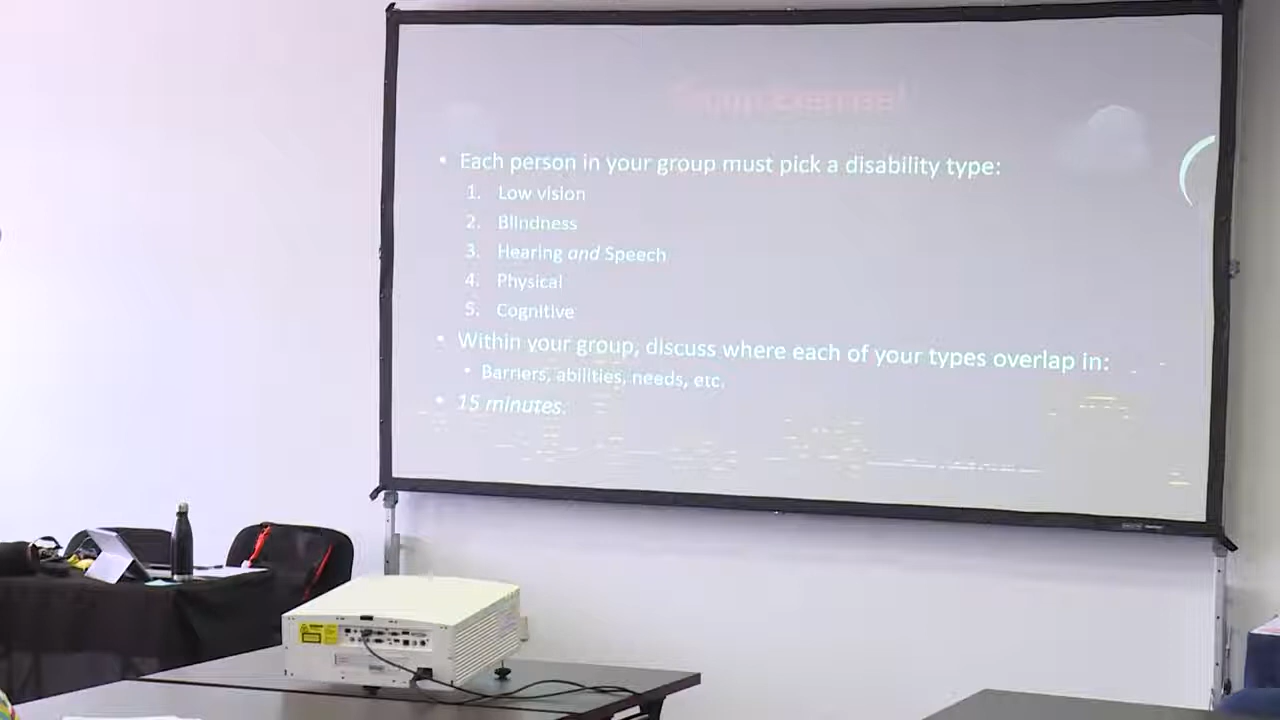 Group Exercise!
• Each person in your group must pick a disability type:
1. Low vision
2. Blindness
3. Hearing and Speech
4. Physical
5. Cognitive
• Within your group, discuss where each of your types overlap in:
• Barriers, abilities, needs, etc.
• 15 minutes.